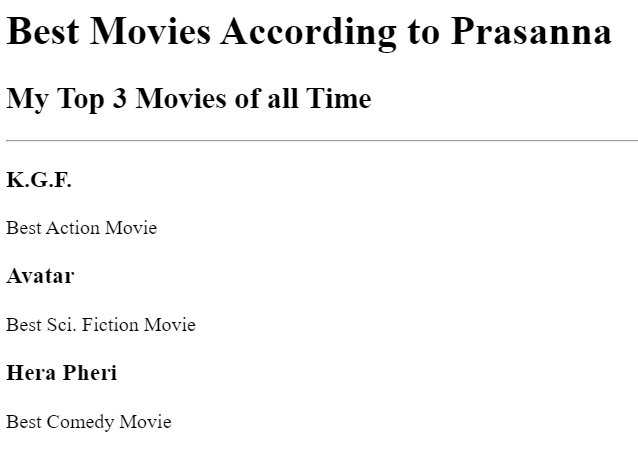 Best Movies According to Prasanna
My Top 3 Movies of all Time
K.G.F.
Best Action Movie
Avatar
Best Sci. Fiction Movie
Hera Pheri
Best Comedy Movie